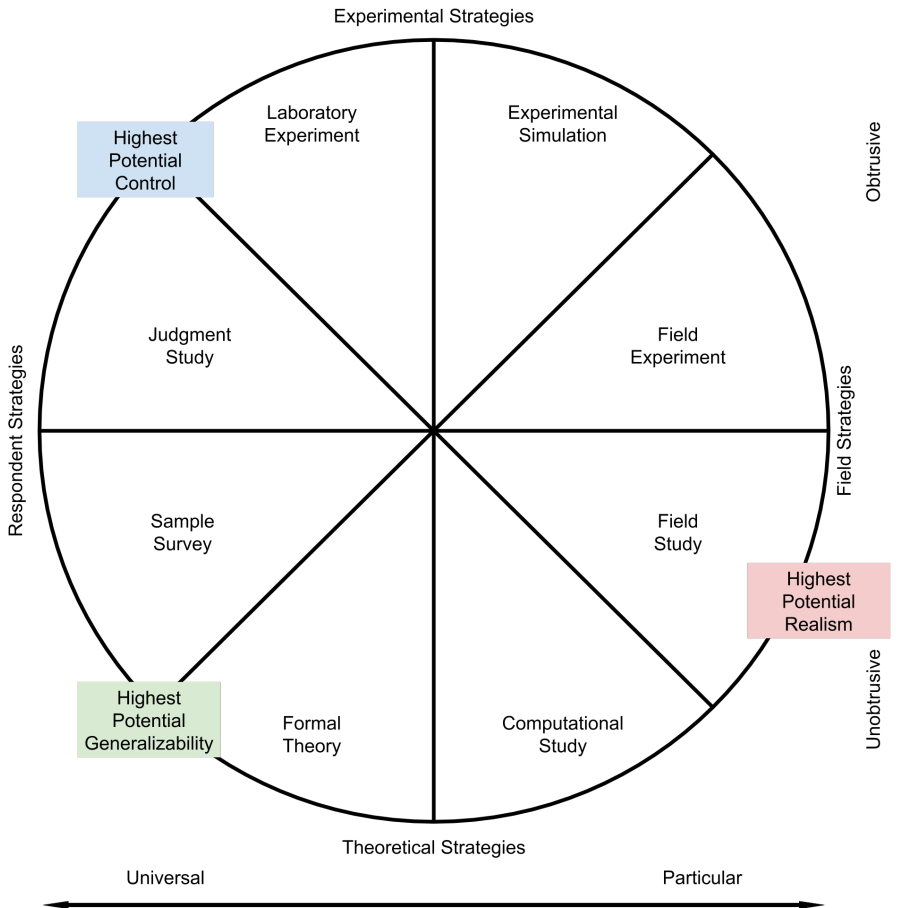 Experimental Strategies
Laboratory
Experiment
Experimental
Simulation
Obtrusive
Highest
Potential
Control
Judgment
Study
Field
Experiment
Respondent Strategies
Field Strategies
Sample
Survey
Field
Study
Highest
Potential
Realism
Unobtrusive
Highest
Potential
Generalizability
Formal
Theory
Computational
Study
Theoretical Strategies
Universal
Particular